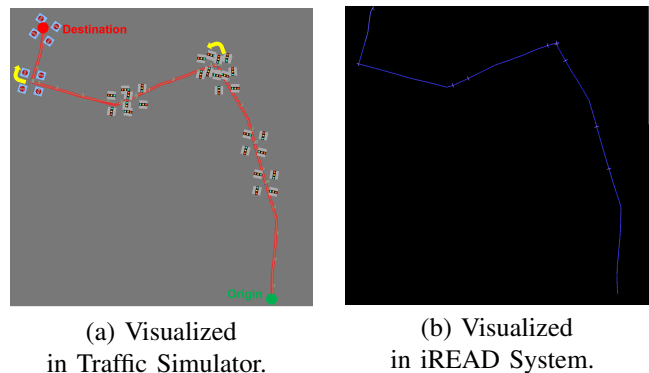 Destination
Origin
(a) Visualized
in Traffic Simulator.
(b) Visualized
in iREAD System.